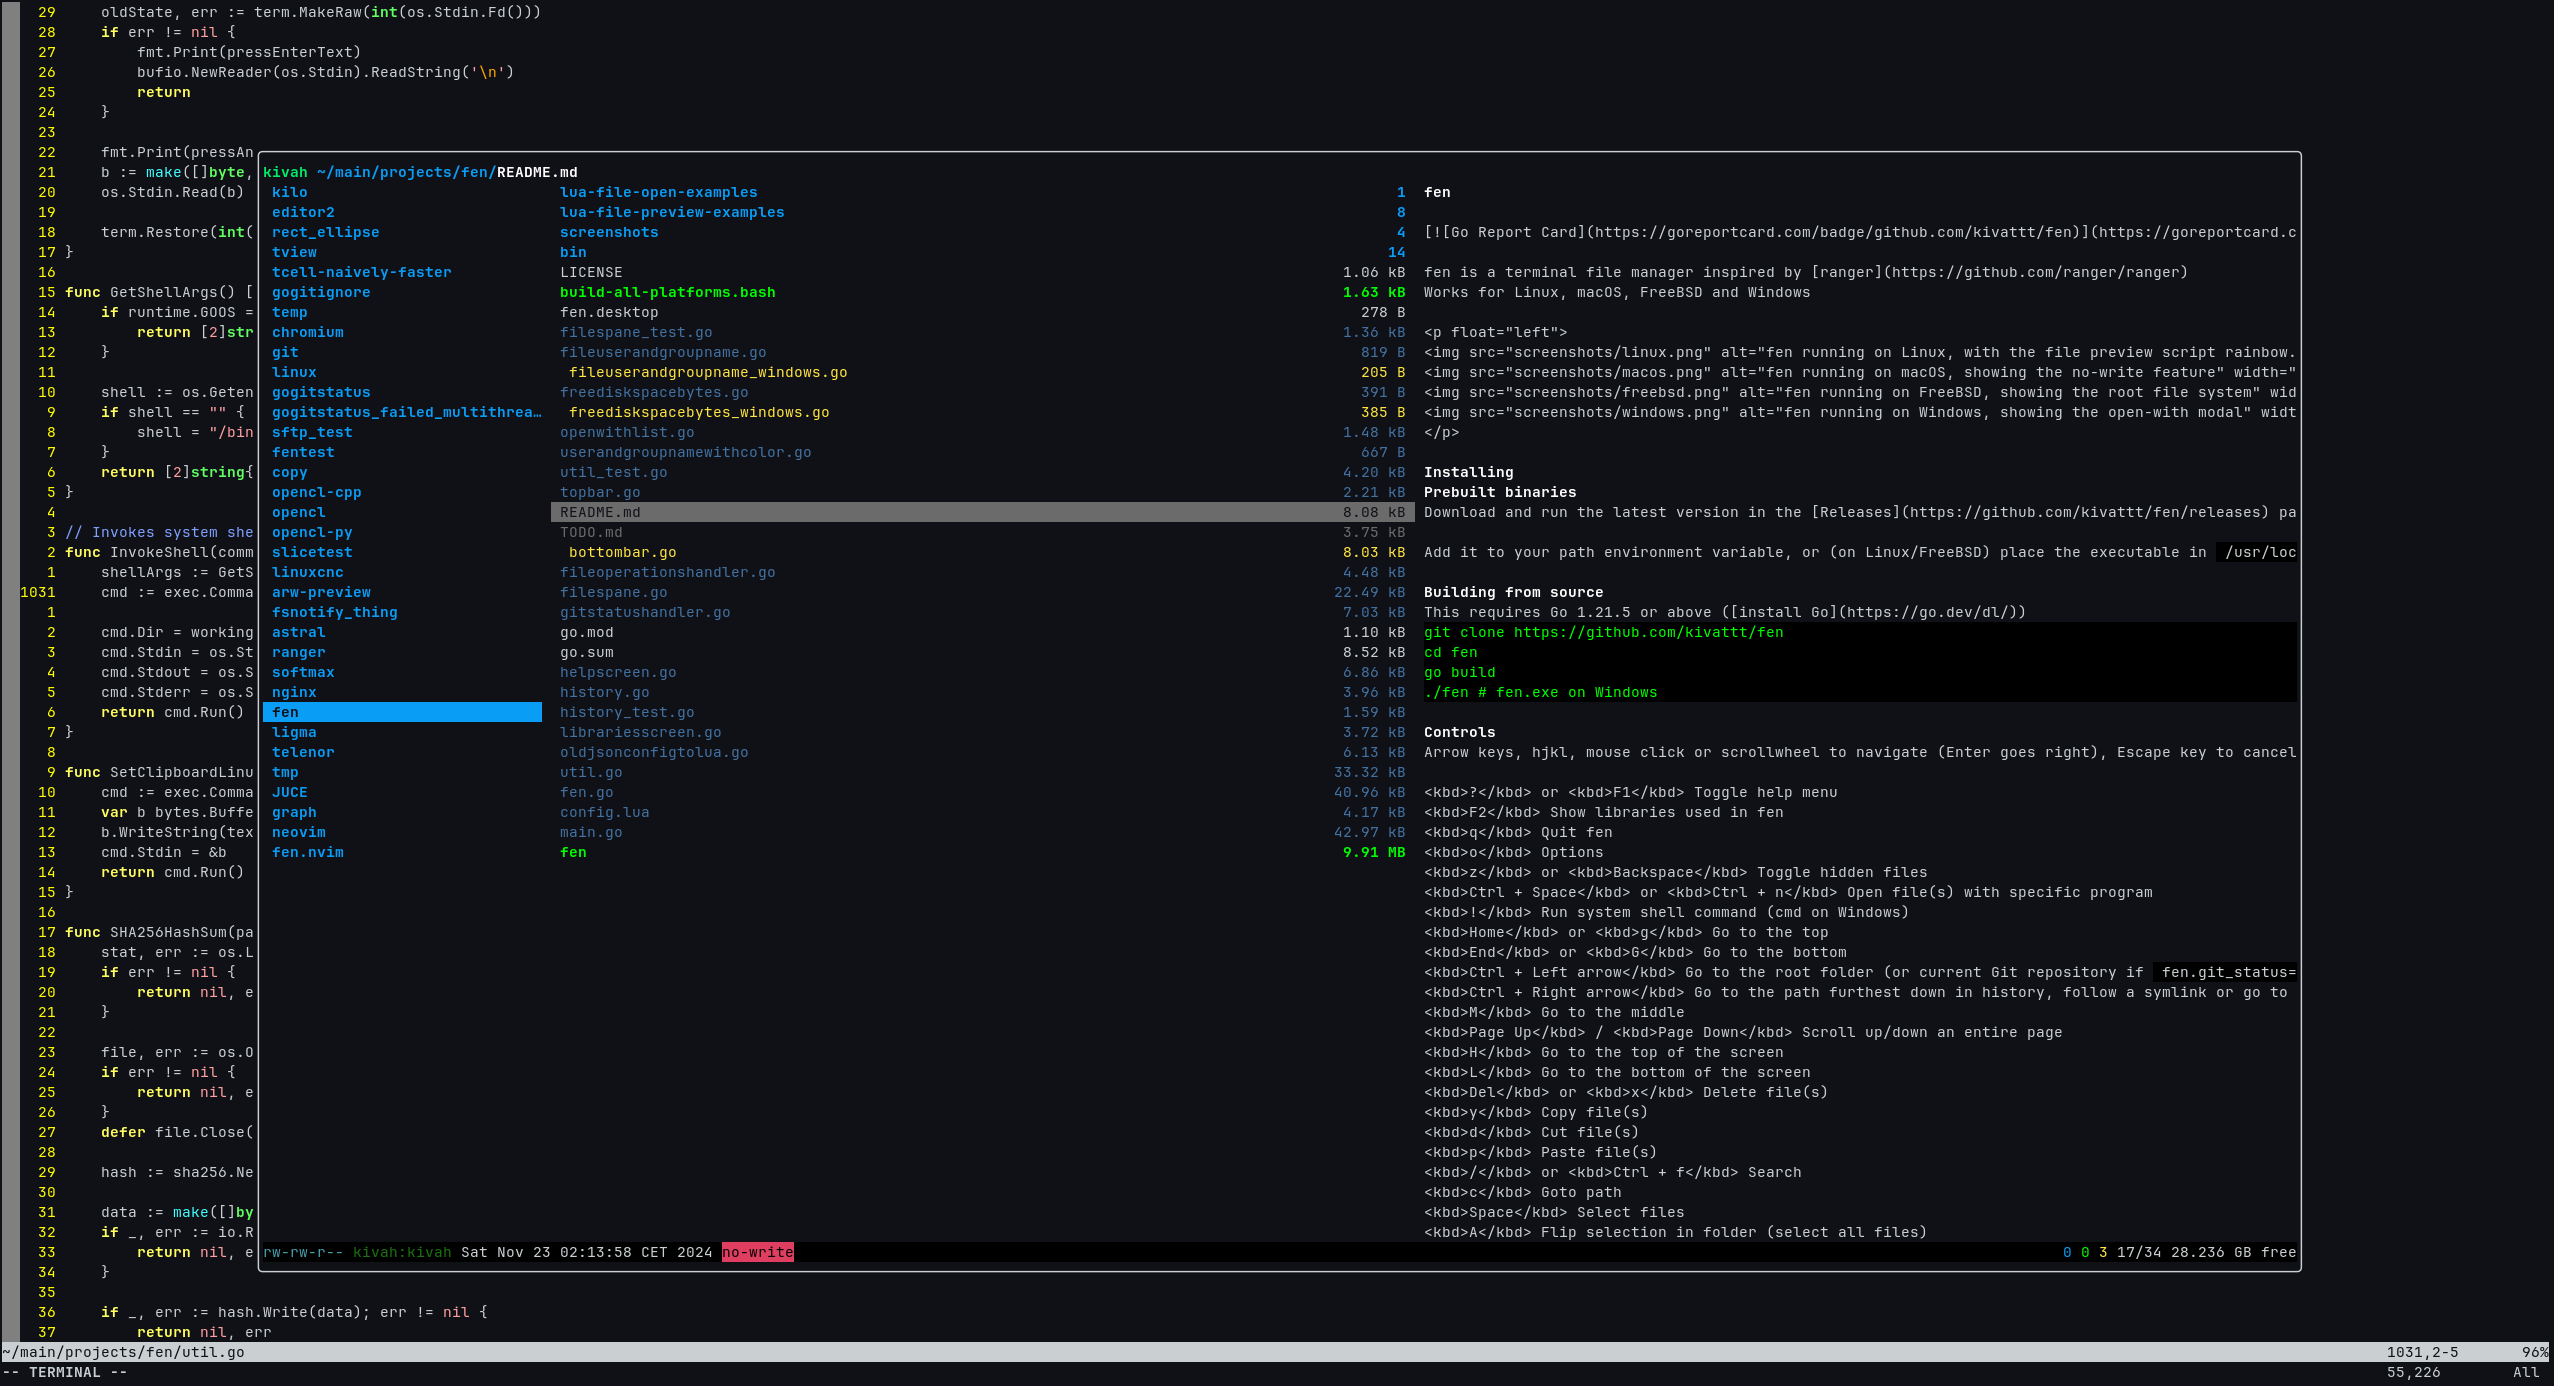 29     oldState, err := term.MakeRaw(int(os.Stdin.Fd()))
28     if err != nil {
27         fmt.Print(pressEnterText)
26         bufio.NewReader(os.Stdin).ReadString('\n')
25         return
24     }
23
22     fmt.Print(pressAn
21     b := make([]byte, kivah ~/main/projects/fen/README.md
20     os.Stdin.Read(b) kilo lua-file-open-examples 1 fen
19 editor2 lua-file-preview-examples 8
18     term.Restore(int( rect_ellipse screenshots 4 [![Go Report Card](https://goreportcard.com/badge/github.com/kivattt/fen)](https://goreportcard.c
17 } tview bin 14
16 tcell-naively-faster LICENSE 1.06 kB fen is a terminal file manager inspired by [ranger](https://github.com/ranger/ranger)
15 func GetShellArgs() [ gogitignore build-all-platforms.bash 1.63 kB Works for Linux, macOS, FreeBSD and Windows
14     if runtime.GOOS = temp fen.desktop 278 B
13         return [2]str chromium filespane_test.go 1.36 kB <p float="left">
12     } git fileuserandgroupname.go 819 B <img src="screenshots/linux.png" alt="fen running on Linux, with the file preview script rainbow.
11 linux fileuserandgroupname_windows.go 205 B <img src="screenshots/macos.png" alt="fen running on macOS, showing the no-write feature" width="
10     shell := os.Geten gogitstatus freediskspacebytes.go 391 B <img src="screenshots/freebsd.png" alt="fen running on FreeBSD, showing the root file system" wid
9     if shell == "" { gogitstatus_failed_multithrea… freediskspacebytes_windows.go 385 B <img src="screenshots/windows.png" alt="fen running on Windows, showing the open-with modal" widt
8         shell = "/bin sftp_test openwithlist.go 1.48 kB </p>
7     } fentest userandgroupnamewithcolor.go 667 B
6     return [2]string{ copy util_test.go 4.20 kB Installing
5 } opencl-cpp topbar.go 2.21 kB Prebuilt binaries
4 opencl README.md 8.08 kB Download and run the latest version in the [Releases](https://github.com/kivattt/fen/releases) pa
3 // Invokes system she opencl-py TODO.md 3.75 kB
2 func InvokeShell(comm slicetest bottombar.go 8.03 kB Add it to your path environment variable, or (on Linux/FreeBSD) place the executable in /usr/loc
1     shellArgs := GetS linuxcnc fileoperationshandler.go 4.48 kB
1031     cmd := exec.Comma arw-preview filespane.go 22.49 kB Building from source
1 fsnotify_thing gitstatushandler.go 7.03 kB This requires Go 1.21.5 or above ([install Go](https://go.dev/dl/))
2     cmd.Dir = working astral go.mod 1.10 kB git clone https://github.com/kivattt/fen
3     cmd.Stdin = os.St ranger go.sum 8.52 kB cd fen
4     cmd.Stdout = os.S softmax helpscreen.go 6.86 kB go build
5     cmd.Stderr = os.S nginx history.go 3.96 kB ./fen # fen.exe on Windows
6     return cmd.Run() fen history_test.go 1.59 kB
7 } ligma librariesscreen.go 3.72 kB Controls
8 telenor oldjsonconfigtolua.go 6.13 kB Arrow keys, hjkl, mouse click or scrollwheel to navigate (Enter goes right), Escape key to cancel
9 func SetClipboardLinu tmp util.go 33.32 kB
10     cmd := exec.Comma JUCE fen.go 40.96 kB <kbd>?</kbd> or <kbd>F1</kbd> Toggle help menu
11     var b bytes.Buffe graph config.lua 4.17 kB <kbd>F2</kbd> Show libraries used in fen
12     b.WriteString(tex neovim main.go 42.97 kB <kbd>q</kbd> Quit fen
13     cmd.Stdin = &b fen.nvim fen 9.91 MB <kbd>o</kbd> Options
14     return cmd.Run() <kbd>z</kbd> or <kbd>Backspace</kbd> Toggle hidden files
15 } <kbd>Ctrl + Space</kbd> or <kbd>Ctrl + n</kbd> Open file(s) with specific program
16 <kbd>!</kbd> Run system shell command (cmd on Windows)
17 func SHA256HashSum(pa <kbd>Home</kbd> or <kbd>g</kbd> Go to the top
18     stat, err := os.L <kbd>End</kbd> or <kbd>G</kbd> Go to the bottom
19     if err != nil { <kbd>Ctrl + Left arrow</kbd> Go to the root folder (or current Git repository if fen.git_status=
20         return nil, e <kbd>Ctrl + Right arrow</kbd> Go to the path furthest down in history, follow a symlink or go to
21     } <kbd>M</kbd> Go to the middle
22 <kbd>Page Up</kbd> / <kbd>Page Down</kbd> Scroll up/down an entire page
23     file, err := os.O <kbd>H</kbd> Go to the top of the screen
24     if err != nil { <kbd>L</kbd> Go to the bottom of the screen
25         return nil, e <kbd>Del</kbd> or <kbd>x</kbd> Delete file(s)
26     } <kbd>y</kbd> Copy file(s)
27     defer file.Close( <kbd>d</kbd> Cut file(s)
28 <kbd>p</kbd> Paste file(s)
29     hash := sha256.Ne <kbd>/</kbd> or <kbd>Ctrl + f</kbd> Search
30 <kbd>c</kbd> Goto path
31     data := make([]by <kbd>Space</kbd> Select files
32     if _, err := io.R <kbd>A</kbd> Flip selection in folder (select all files)
33         return nil, e rw-rw-r-- kivah:kivah Sat Nov 23 02:13:58 CET 2024 no-write 0 0 3 17/34 28.236 GB free
34     }
35
36     if _, err := hash.Write(data); err != nil {
37         return nil, err
~/main/projects/fen/util.go 1031,2-5 96%
-- TERMINAL -- 55,226 All